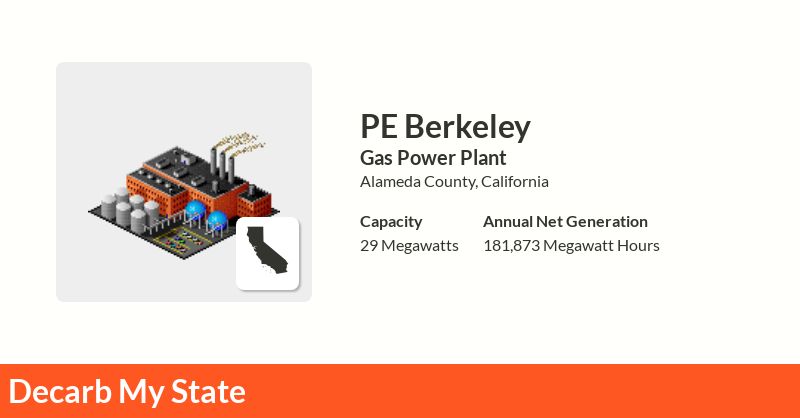 PE Berkeley
Gas Power Plant
Alameda County, California
Capacity
29 Megawatts
Annual Net Generation
181,873 Megawatt Hours
Decarb My State